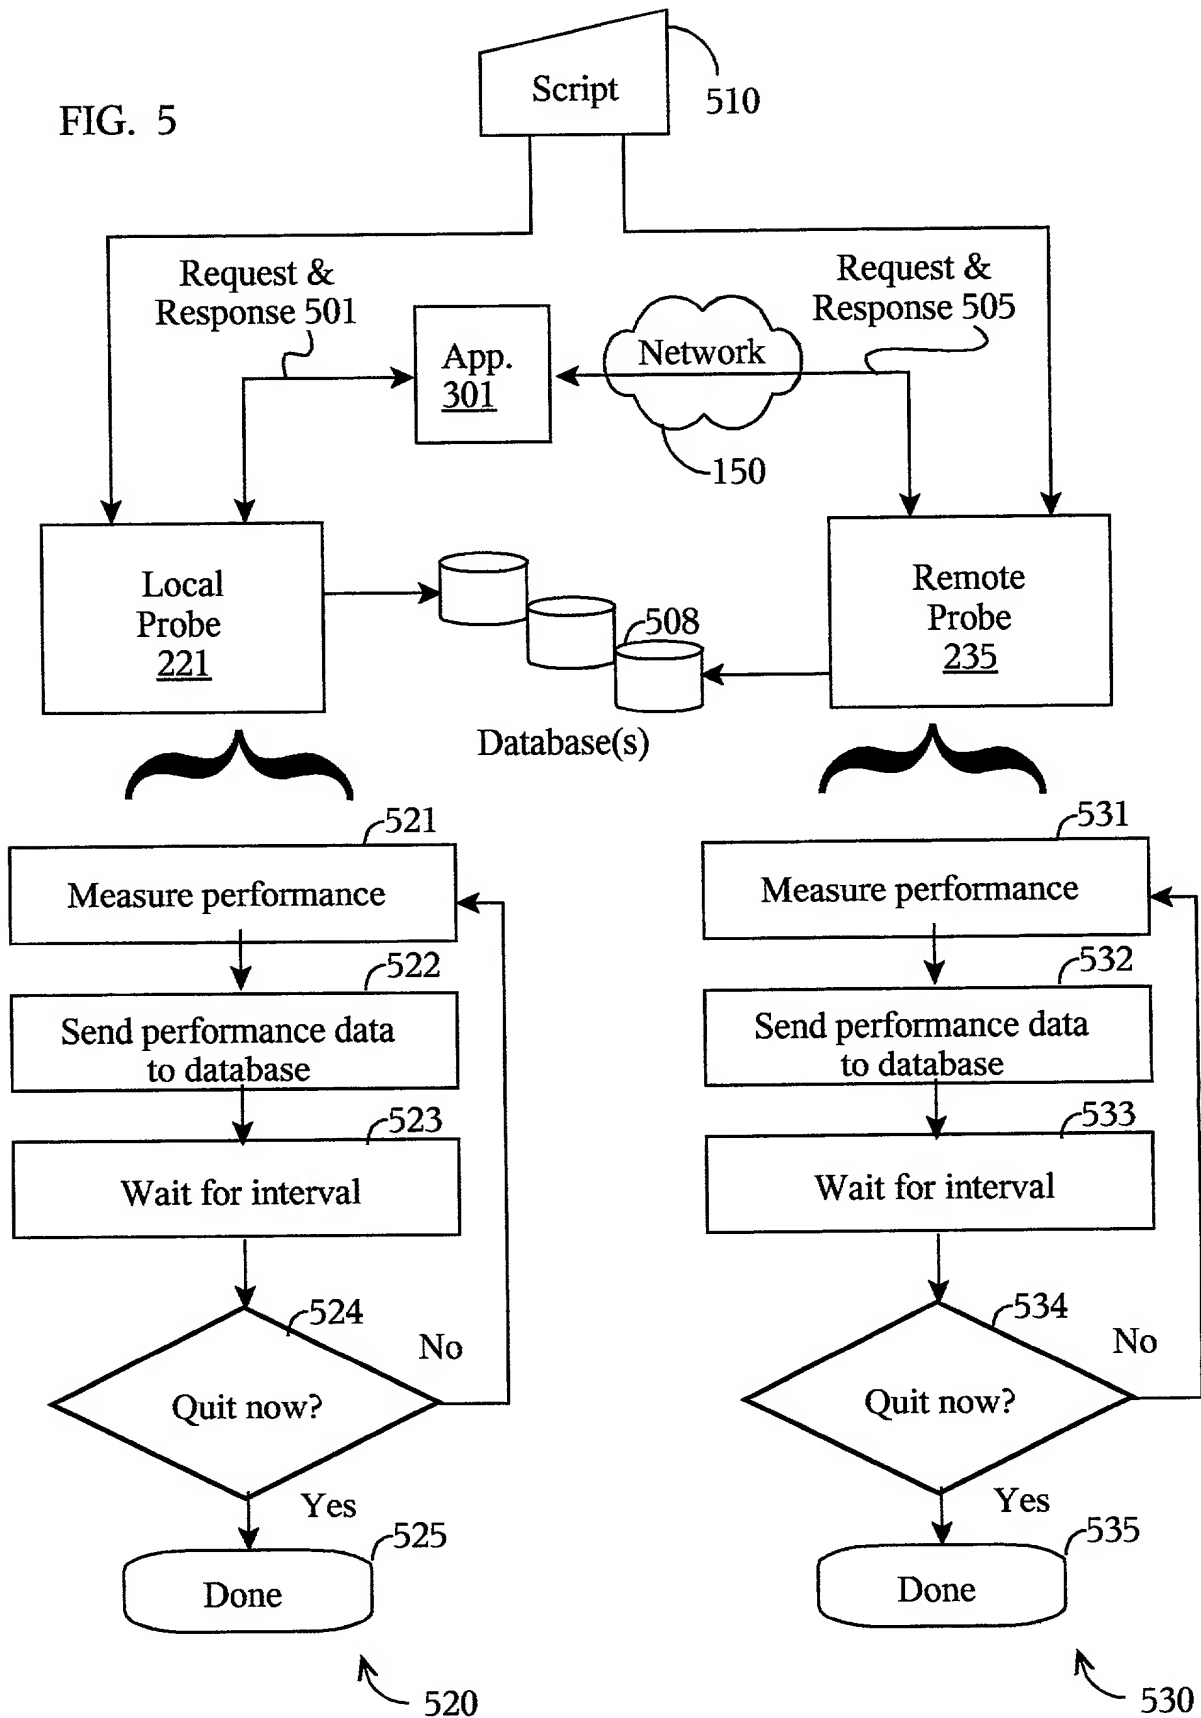 Script
510
FIG. 5
Request &
Response 501
Request &
Response 505
App.
301
Network
150
Local
Probe
221
508
Remote
Probe
235
Database(s)
521
Measure performance
522
Send performance data
to database
523
Wait for interval
524
No
Quit now?
Yes
525
Done
520
531
Measure performance
532
Send performance data
to database
533
Wait for interval
534
No
Quit now?
Yes
535
Done
530